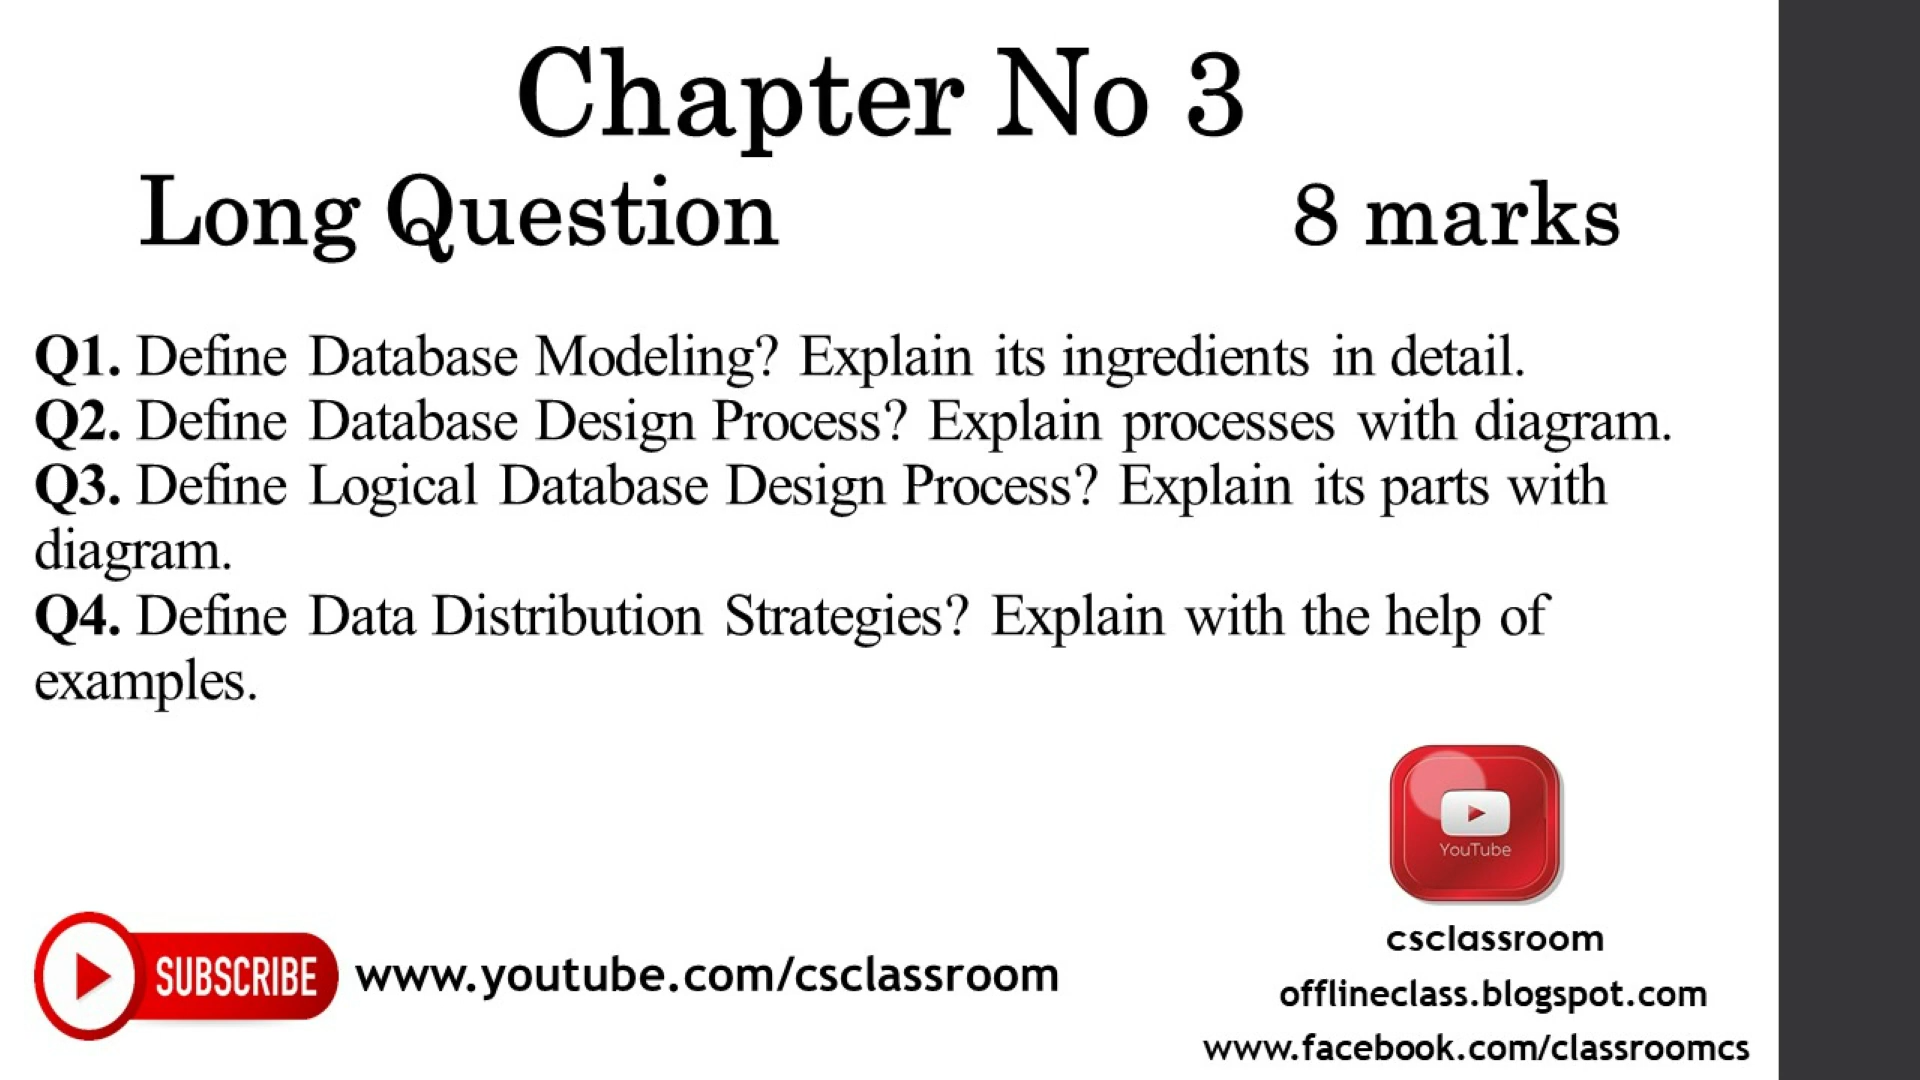 Chapter No 3
Long Question 8 marks
Q1. Define Database Modeling? Explain its ingredients in detail.
Q2. Define Database Design Process? Explain processes with diagram.
Q3. Define Logical Database Design Process? Explain its parts with
diagram.
Q4. Define Data Distribution Strategies? Explain with the help of
examples.
YouTube
csclassroom
SUBSCRIBE www.youtube.com/csclassroom
offlineclass.blogspot.com
www.facebook.com/classroomcs